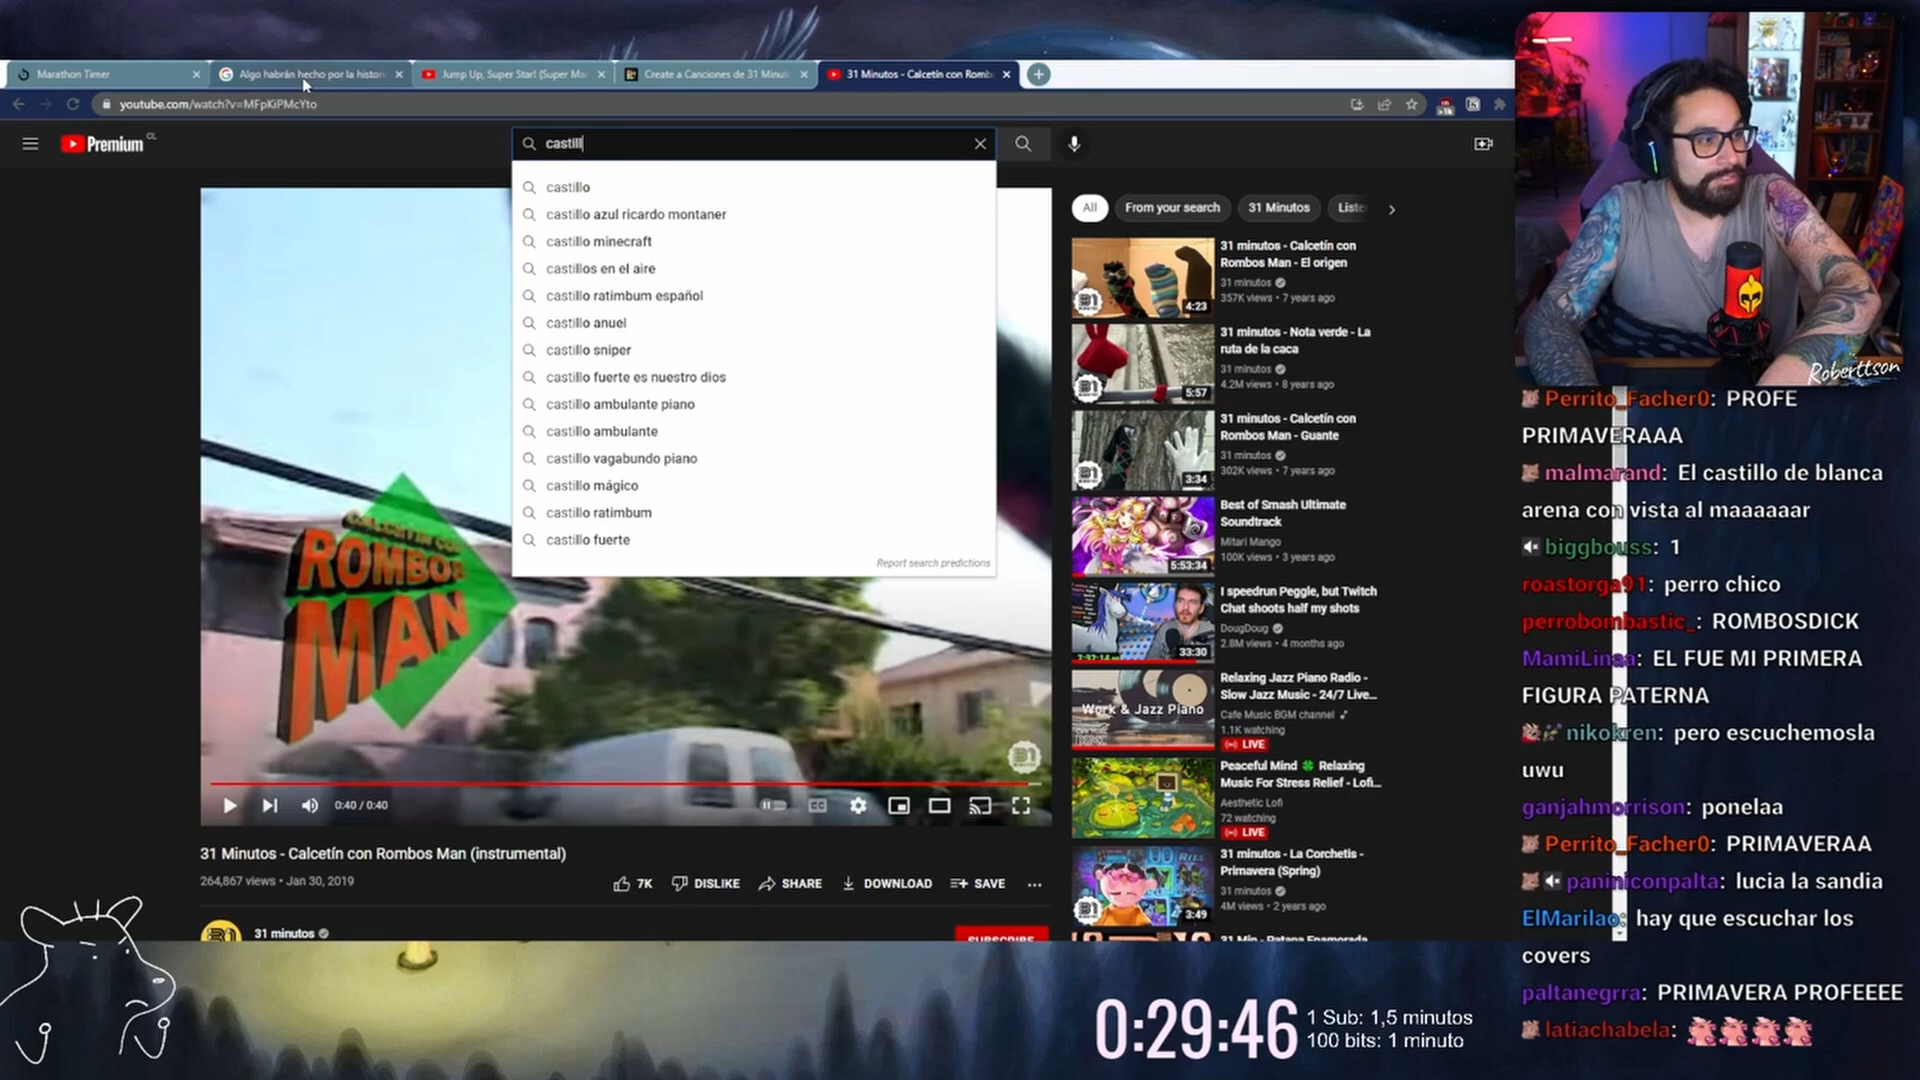 Marathon Timer
Algo habrán hecho por la histori
Jump Up, Super Star! (Super Ma
Create a Canciones de 31 Minut
31 Minutos - Calcetín con Rombo
youtube.com/watch?v=MFpKiPMcYto
Premium CL
castill
castillo
castillo azul ricardo montaner
castillo minecraft
castillos en el aire
castillo ratimbum español
castillo anuel
castillo sniper
castillo fuerte es nuestro dios
castillo ambulante piano
castillo ambulante
castillo vagabundo piano
castillo mágico
castillo ratimbum
castillo fuerte
Report search predictions
CALCETIN CON
ROMBOS
MAN
0:40 / 0:40
31 Minutos - Calcetín con Rombos Man (instrumental)
264,867 views • Jan 30, 2019
7K DISLIKE SHARE DOWNLOAD SAVE
31 minutos
SUBSCRIBE
All From your search 31 Minutos Liste
31 minutos - Calcetín con
Rombos Man - El origen
31 minutos
357K views • 7 years ago
4:23
31 minutos - Nota verde - La
ruta de la caca
31 minutos
4.2M views • 8 years ago
5:57
31 minutos - Calcetín con
Rombos Man - Guante
31 minutos
302K views • 7 years ago
3:34
Best of Smash Ultimate
Soundtrack
Mitari Mango
100K views • 3 years ago
5:53:34
I speedrun Peggle, but Twitch
Chat shoots half my shots
DougDoug
2.8M views • 4 months ago
33:30
Relaxing Jazz Piano Radio -
Slow Jazz Music - 24/7 Live...
Cafe Music BGM channel
1.1K watching
LIVE
Work & Jazz Piano
Peaceful Mind Relaxing
Music For Stress Relief - Lofi...
Aesthetic Lofi
72 watching
LIVE
31 minutos - La Corchetis -
Primavera (Spring)
31 minutos
4M views • 2 years ago
3:49
31 Min - Patana Enamorada
Roberttson
Perrito_Facher0: PROFE
PRIMAVERAAA
malmarand: El castillo de blanca
arena con vista al maaaaaar
biggbouss: 1
roastorga91: perro chico
perrobombastic_: ROMBOSDICK
MamiLinaa: EL FUE MI PRIMERA
FIGURA PATERNA
nikokren: pero escuchemosla
uwu
ganjahmorrison: ponelaa
Perrito_Facher0: PRIMAVERAA
paniniconpalta: lucia la sandia
ElMarilao: hay que escuchar los
covers
paltanegrra: PRIMAVERA PROFEEEE
latiachabela:
0:29:46
1 Sub: 1,5 minutos
100 bits: 1 minuto